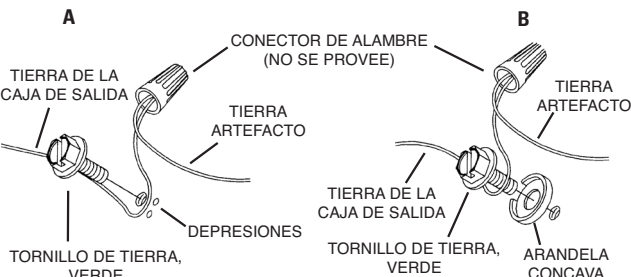 A
B
CONECTOR DE ALAMBRE
(NO SE PROVEE)
TIERRA DE LA
CAJA DE SALIDA
TIERRA
ARTEFACTO
DEPRESIONES
TORNILLO DE TIERRA,
VERDE
TIERRA
ARTEFACTO
TIERRA DE LA
CAJA DE SALIDA
TORNILLO DE TIERRA,
VERDE
ARANDELA
CONCAVA